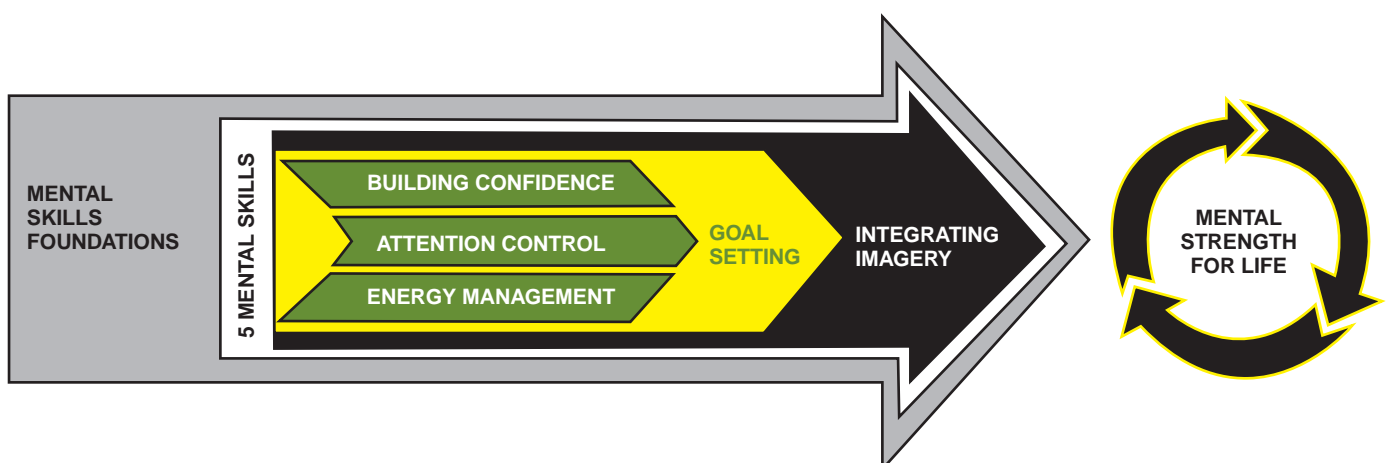 MENTAL
SKILLS
FOUNDATIONS
5 MENTAL SKILLS
BUILDING CONFIDENCE
ATTENTION CONTROL
ENERGY MANAGEMENT
GOAL
SETTING
INTEGRATING
IMAGERY
MENTAL
STRENGTH
FOR LIFE